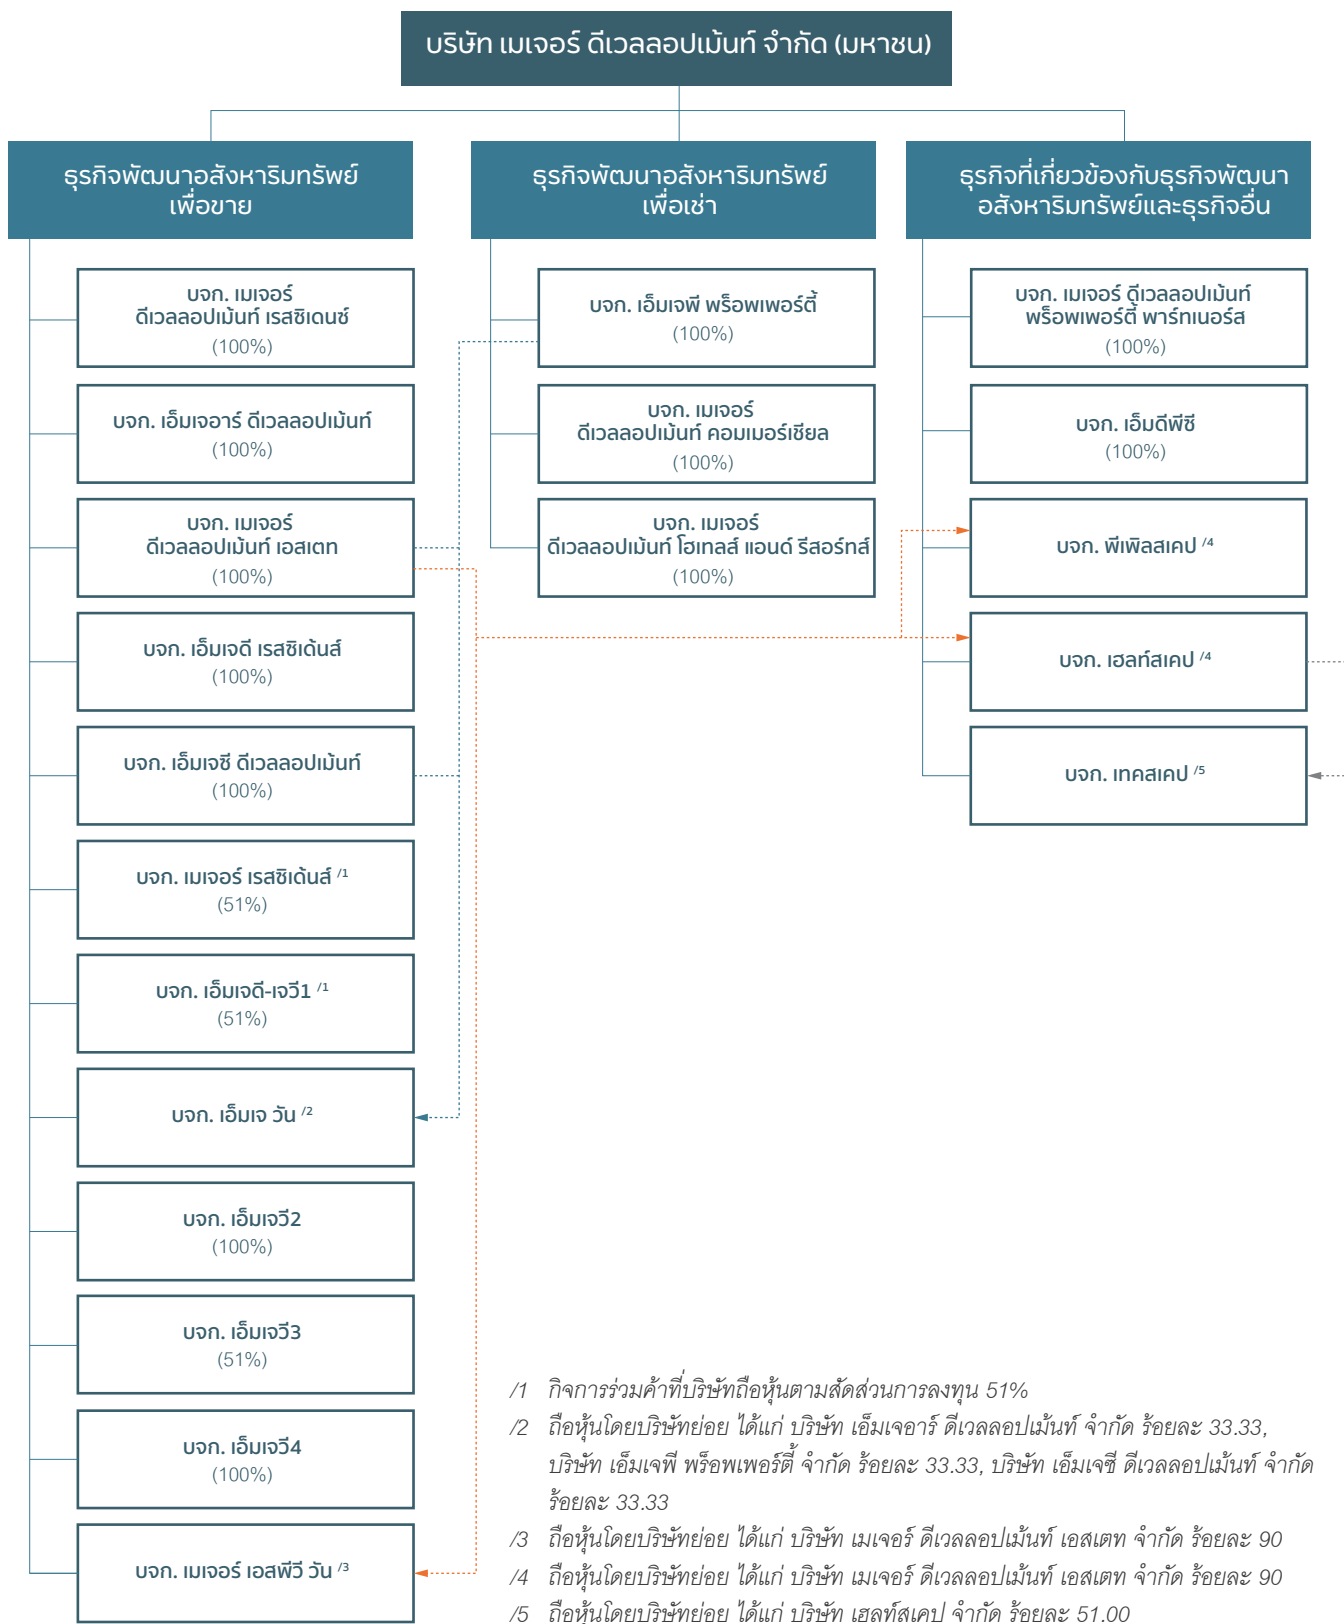 บริษัท เมเจอร์ ดีเวลลอปเม้นท์ จำกัด (มหาชน)
ธุรกิจพัฒนาอสังหาริมทรัพย์
เพื่อขาย
บจก. เมเจอร์
ดีเวลลอปเม้นท์ เรสซิเดนซ์
(100%)
บจก. เอ็มเจอาร์ ดีเวลลอปเม้นท์
(100%)
บจก. เมเจอร์
ดีเวลลอปเม้นท์ เอสเตท
(100%)
บจก. เอ็มเจดี เรสซิเด้นส์
(100%)
บจก. เอ็มเจซี ดีเวลลอปเม้นท์
(100%)
บจก. เมเจอร์ เรสซิเด้นส์ /1
(51%)
บจก. เอ็มเจดี-เจวี1 /1
(51%)
บจก. เอ็มเจ วัน /2
บจก. เอ็มเจวี2
(100%)
บจก. เอ็มเจวี3
(51%)
บจก. เอ็มเจวี4
(100%)
บจก. เมเจอร์ เอสพีวี วัน /3
ธุรกิจพัฒนาอสังหาริมทรัพย์
เพื่อเช่า
บจก. เอ็มเจพี พร็อพเพอร์ตี้
(100%)
บจก. เมเจอร์
ดีเวลลอปเม้นท์ คอมเมอร์เชียล
(100%)
บจก. เมเจอร์
ดีเวลลอปเม้นท์ โฮเทลส์ แอนด์ รีสอร์ทส์
(100%)
ธุรกิจที่เกี่ยวข้องกับธุรกิจพัฒนา
อสังหาริมทรัพย์และธุรกิจอื่น
บจก. เมเจอร์ ดีเวลลอปเม้นท์
พร็อพเพอร์ตี้ พาร์ทเนอร์ส
(100%)
บจก. เอ็มดีพีซี
(100%)
บจก. พีเพิลสเคป /4
บจก. เฮลท์สเคป /4
บจก. เทคสเคป /5
/1 กิจการร่วมค้าที่บริษัทถือหุ้นตามสัดส่วนการลงทุน 51%
/2 ถือหุ้นโดยบริษัทย่อย ได้แก่ บริษัท เอ็มเจอาร์ ดีเวลลอปเม้นท์ จำกัด ร้อยละ 33.33,
บริษัท เอ็มเจพี พร็อพเพอร์ตี้ จำกัด ร้อยละ 33.33, บริษัท เอ็มเจซี ดีเวลลอปเม้นท์ จำกัด
ร้อยละ 33.33
/3 ถือหุ้นโดยบริษัทย่อย ได้แก่ บริษัท เมเจอร์ ดีเวลลอปเม้นท์ เอสเตท จำกัด ร้อยละ 90
/4 ถือหุ้นโดยบริษัทย่อย ได้แก่ บริษัท เมเจอร์ ดีเวลลอปเม้นท์ เอสเตท จำกัด ร้อยละ 90
/5 ถือหุ้นโดยบริษัทย่อย ได้แก่ บริษัท เฮลท์สเคป จำกัด ร้อยละ 51.00